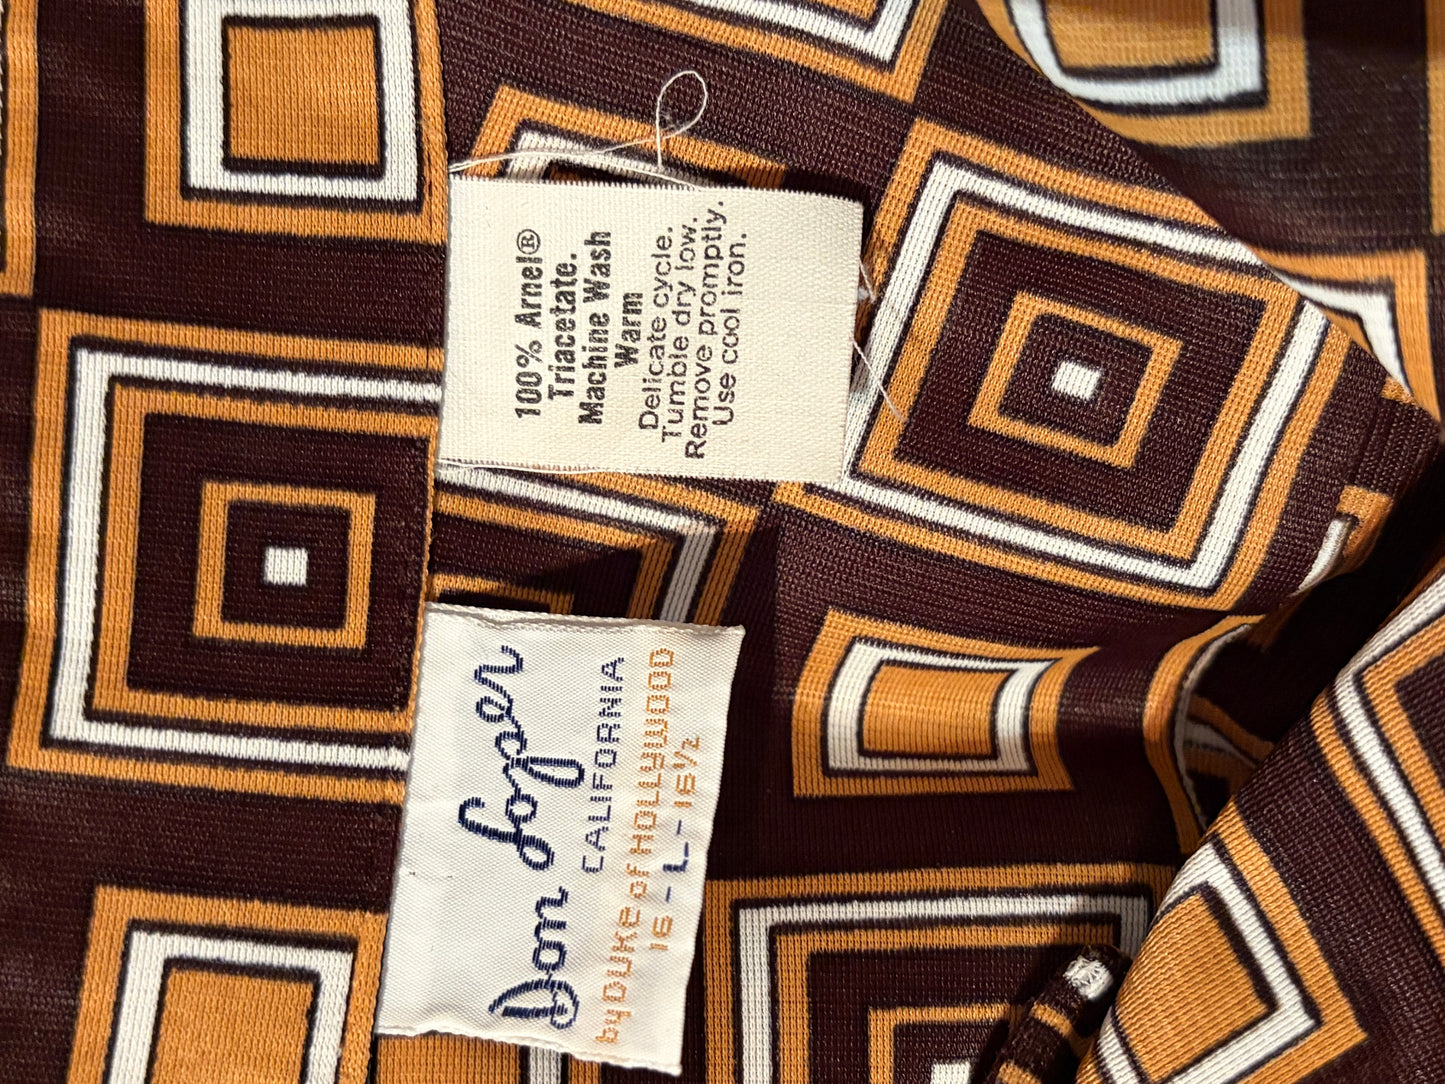 100% Arnel®
Triacetate.
Machine Wash
Warm
Delicate cycle.
Tumble dry low.
Remove promptly.
Use cool iron.
Don Loper
CALIFORNIA
by DUKE of HOLLYWOOD
16 - L - 16½